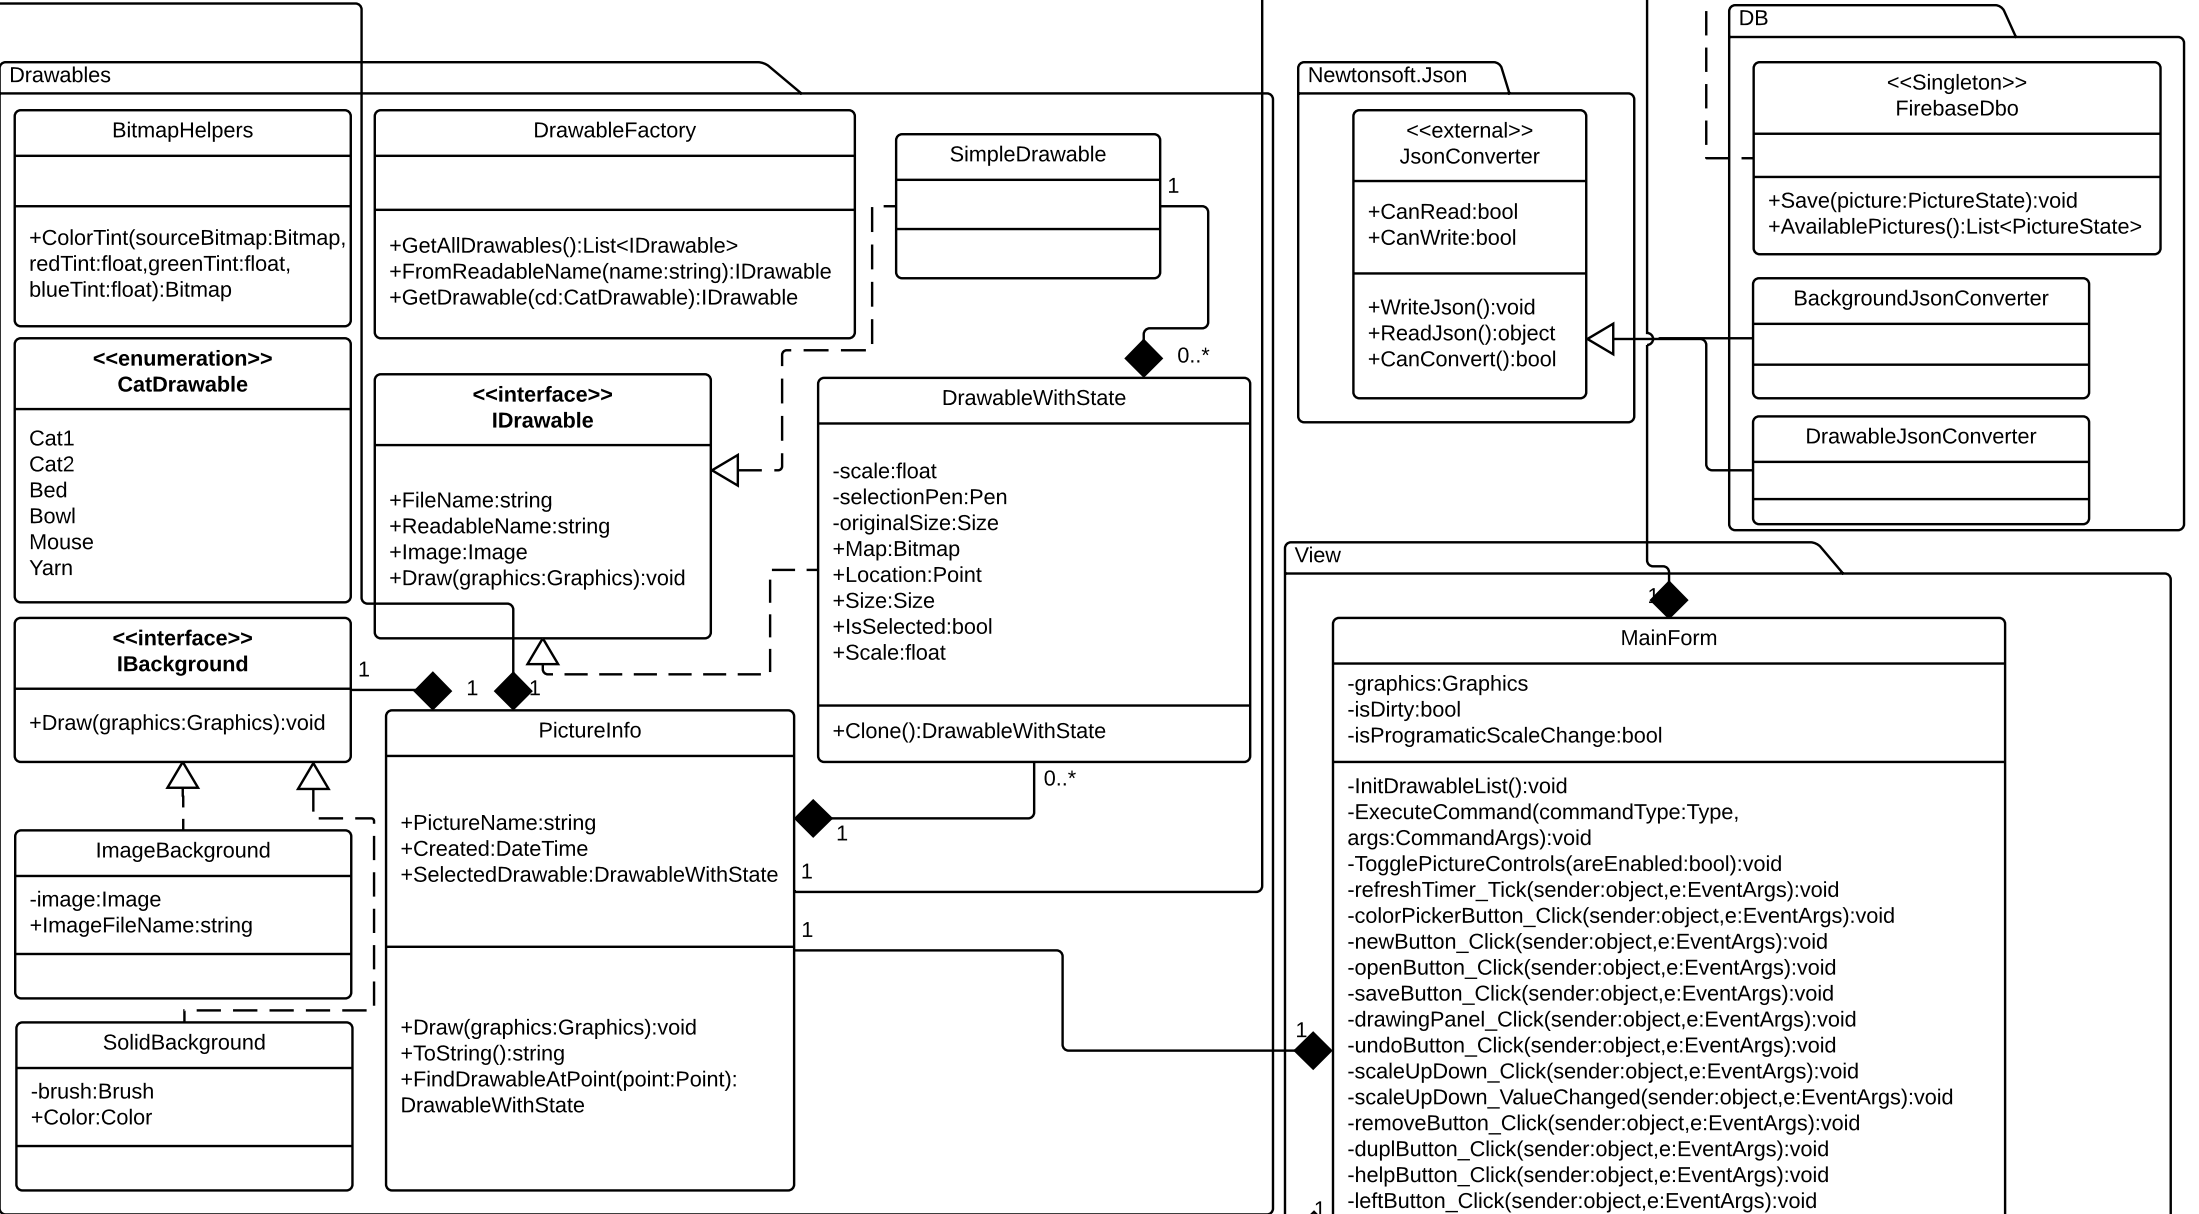 Drawables
BitmapHelpers
+ColorTint(sourceBitmap:Bitmap,
redTint:float,greenTint:float,
blueTint:float):Bitmap
<<enumeration>>
CatDrawable
Cat1
Cat2
Bed
Bowl
Mouse
Yarn
<<interface>>
IBackground
+Draw(graphics:Graphics):void
1
1
1
ImageBackground
-image:Image
+ImageFileName:string
SolidBackground
-brush:Brush
+Color:Color
DrawableFactory
+GetAllDrawables():List<IDrawable>
+FromReadableName(name:string):IDrawable
+GetDrawable(cd:CatDrawable):IDrawable
<<interface>>
IDrawable
+FileName:string
+ReadableName:string
+Image:Image
+Draw(graphics:Graphics):void
PictureInfo
+PictureName:string
+Created:DateTime
+SelectedDrawable:DrawableWithState
+Draw(graphics:Graphics):void
+ToString():string
+FindDrawableAtPoint(point:Point):
DrawableWithState
SimpleDrawable
1
0..*
DrawableWithState
-scale:float
-selectionPen:Pen
-originalSize:Size
+Map:Bitmap
+Location:Point
+Size:Size
+IsSelected:bool
+Scale:float
+Clone():DrawableWithState
0..*
1
1
1
Newtonsoft.Json
<<external>>
JsonConverter
+CanRead:bool
+CanWrite:bool
+WriteJson():void
+ReadJson():object
+CanConvert():bool
DB
<<Singleton>>
FirebaseDbo
+Save(picture:PictureState):void
+AvailablePictures():List<PictureState>
BackgroundJsonConverter
DrawableJsonConverter
View
1
MainForm
-graphics:Graphics
-isDirty:bool
-isProgramaticScaleChange:bool
-InitDrawableList():void
-ExecuteCommand(commandType:Type,
args:CommandArgs):void
-TogglePictureControls(areEnabled:bool):void
-refreshTimer_Tick(sender:object,e:EventArgs):void
-colorPickerButton_Click(sender:object,e:EventArgs):void
-newButton_Click(sender:object,e:EventArgs):void
-openButton_Click(sender:object,e:EventArgs):void
-saveButton_Click(sender:object,e:EventArgs):void
-drawingPanel_Click(sender:object,e:EventArgs):void
-undoButton_Click(sender:object,e:EventArgs):void
-scaleUpDown_Click(sender:object,e:EventArgs):void
-scaleUpDown_ValueChanged(sender:object,e:EventArgs):void
-removeButton_Click(sender:object,e:EventArgs):void
-duplButton_Click(sender:object,e:EventArgs):void
-helpButton_Click(sender:object,e:EventArgs):void
-leftButton_Click(sender:object,e:EventArgs):void
1
1